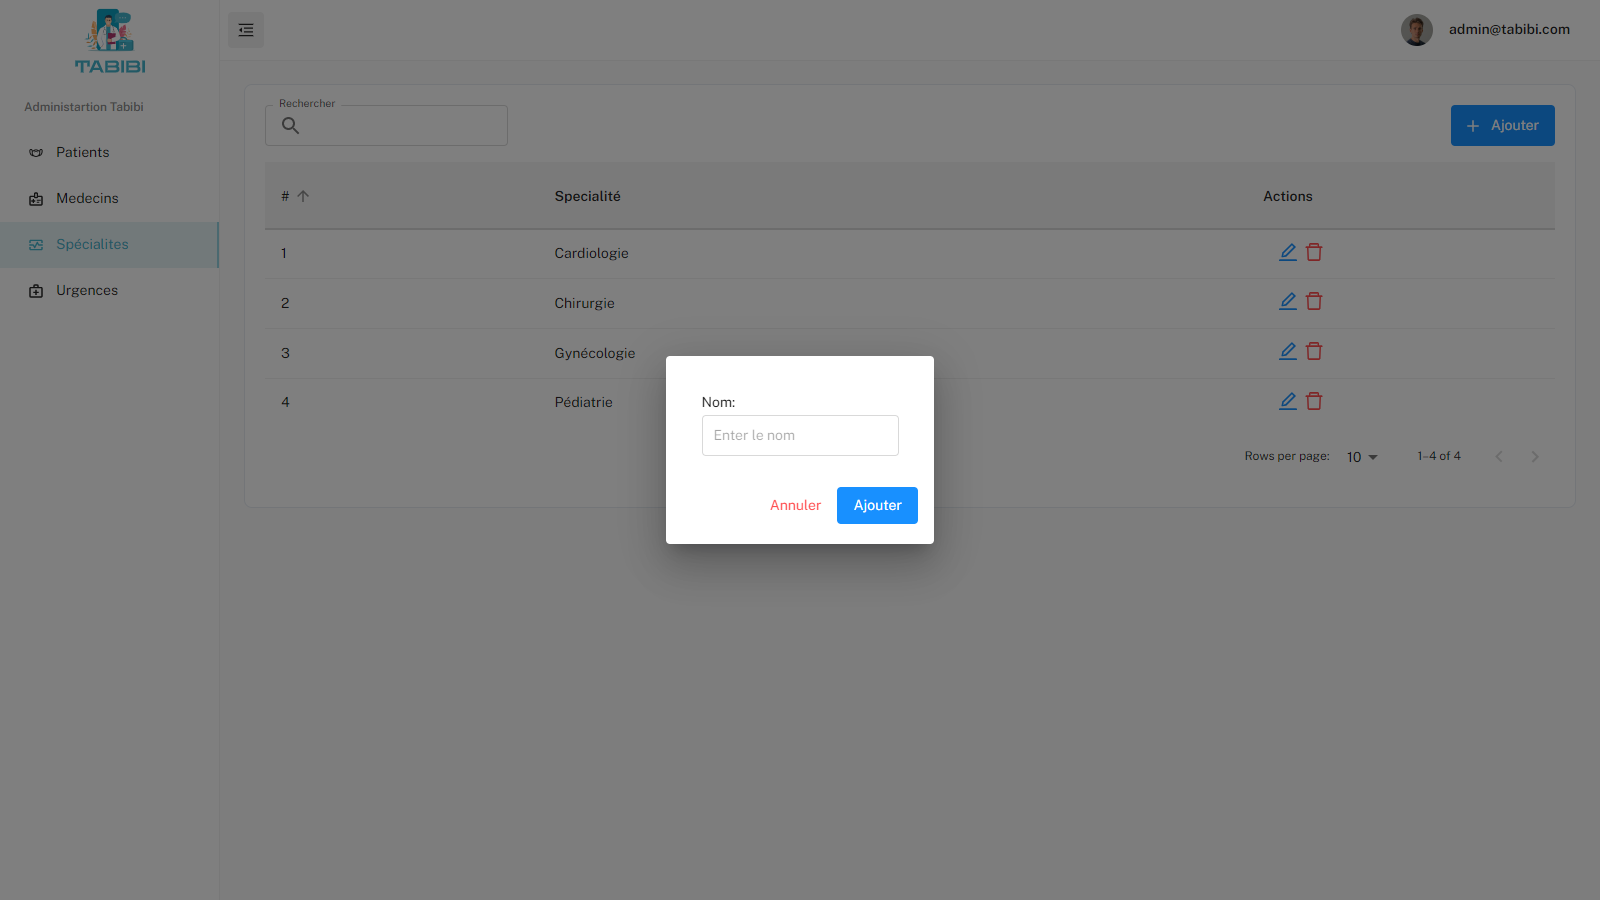 TABIBI
admin@tabibi.com
Administartion Tabibi
Patients
Medecins
Spécialites
Urgences
Rechercher
+ Ajouter
# Specialité Actions
1 Cardiologie
2 Chirurgie
3 Gynécologie
4 Pédiatrie
Rows per page: 10 1–4 of 4
Nom:
Enter le nom
Annuler Ajouter